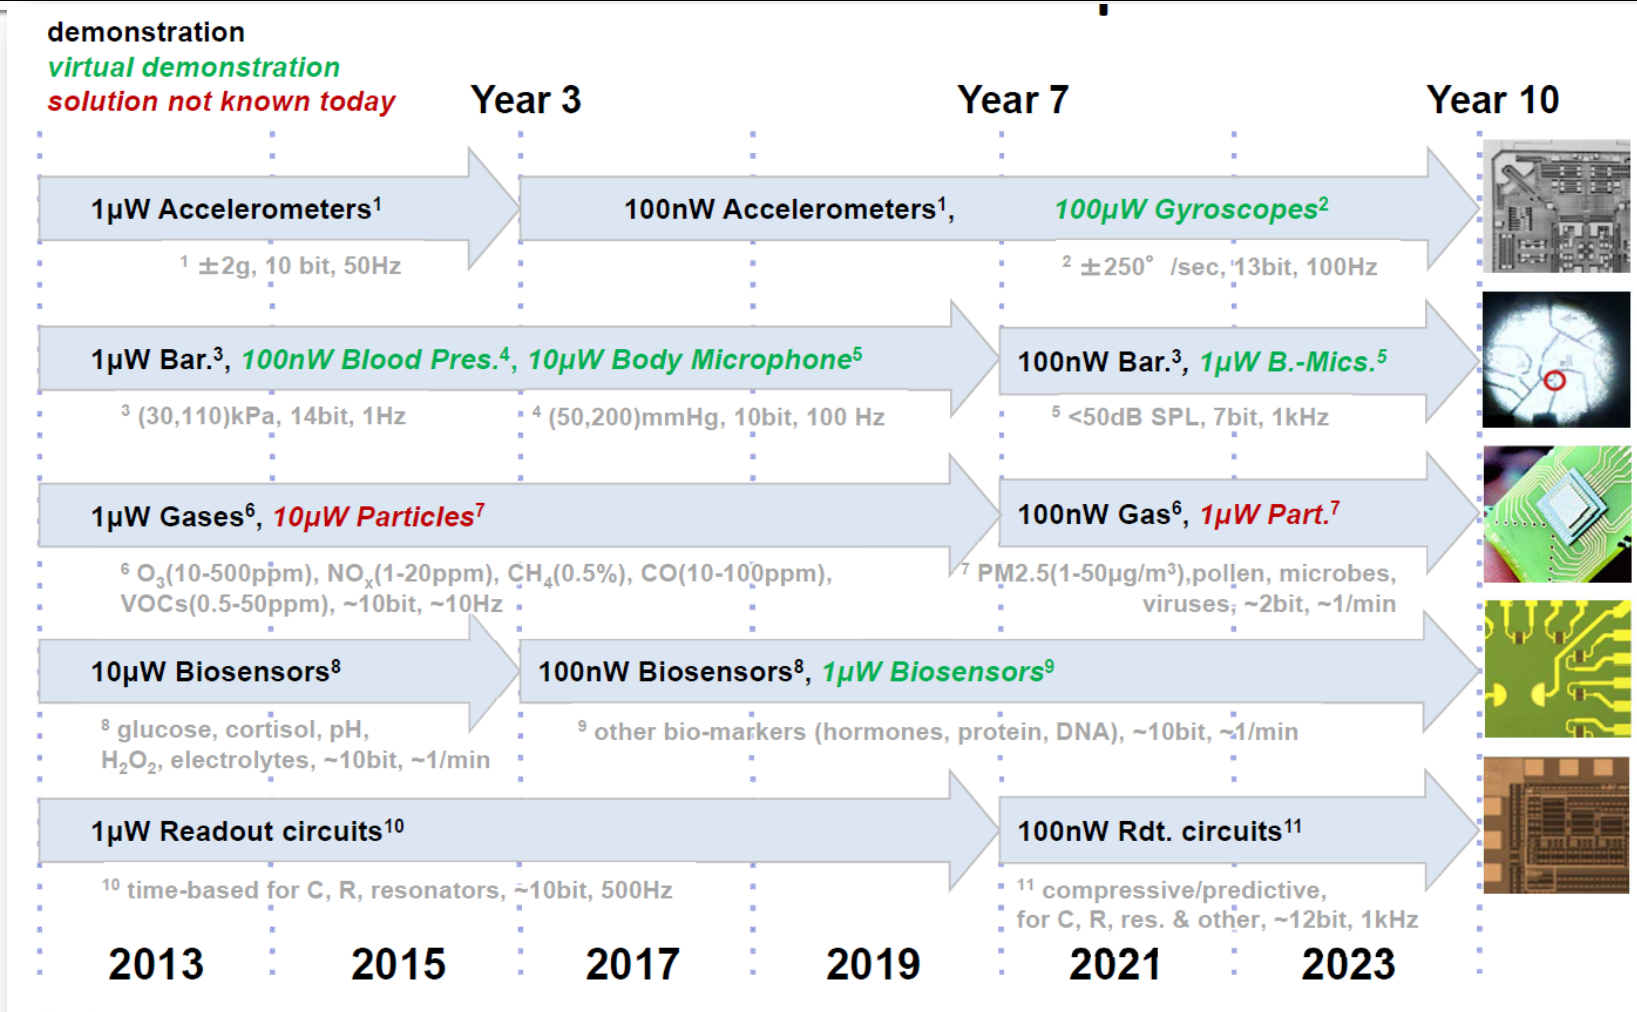 demonstration
virtual demonstration
solution not known today
Year 3
Year 7
Year 10
1µW Accelerometers¹
100nW Accelerometers¹,
100µW Gyroscopes²
¹ ±2g, 10 bit, 50Hz
² ±250° /sec, 13bit, 100Hz
1µW Bar.³, 100nW Blood Pres.⁴, 10µW Body Microphone⁵
100nW Bar.³, 1µW B.-Mics.⁵
³ (30,110)kPa, 14bit, 1Hz
⁴ (50,200)mmHg, 10bit, 100 Hz
⁵ <50dB SPL, 7bit, 1kHz
1µW Gases⁶, 10µW Particles⁷
100nW Gas⁶, 1µW Part.⁷
⁶ O₃(10-500ppm), NOₓ(1-20ppm), CH₄(0.5%), CO(10-100ppm),
VOCs(0.5-50ppm), ~10bit, ~10Hz
⁷ PM2.5(1-50µg/m³),pollen, microbes,
viruses, ~2bit, ~1/min
10µW Biosensors⁸
100nW Biosensors⁸, 1µW Biosensors⁹
⁸ glucose, cortisol, pH,
H₂O₂, electrolytes, ~10bit, ~1/min
⁹ other bio-markers (hormones, protein, DNA), ~10bit, ~1/min
1µW Readout circuits¹⁰
100nW Rdt. circuits¹¹
¹⁰ time-based for C, R, resonators, ~10bit, 500Hz
¹¹ compressive/predictive,
for C, R, res. & other, ~12bit, 1kHz
2013
2015
2017
2019
2021
2023